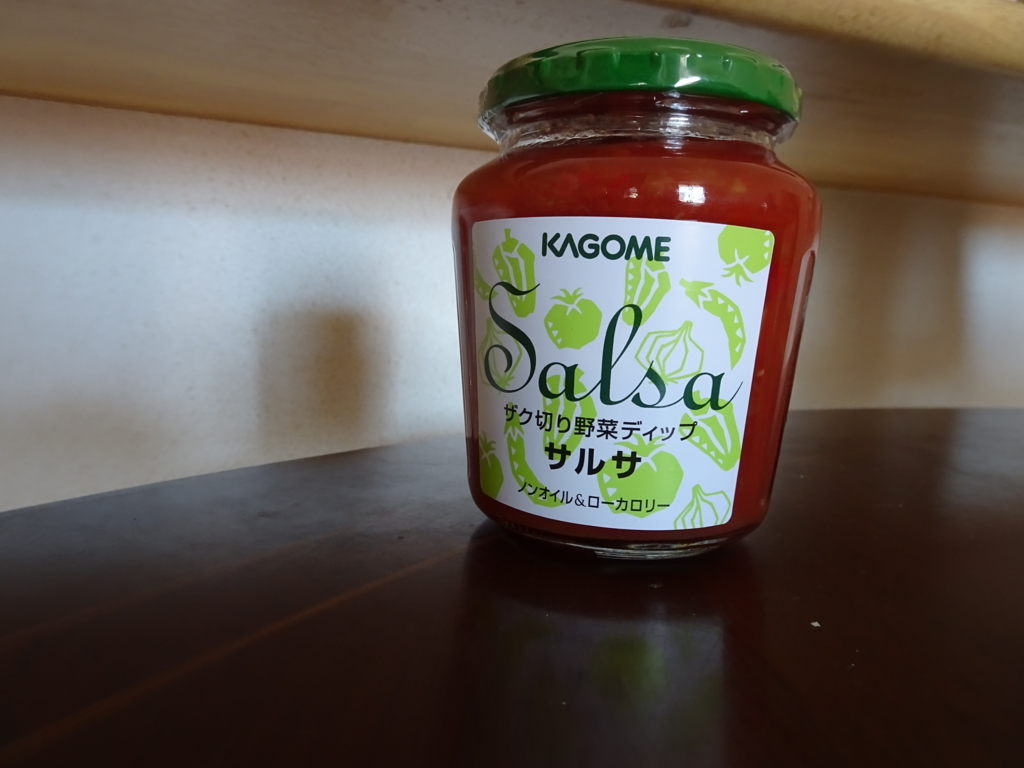 KAGOME
Salsa
ザク切り野菜ディップ
サルサ
ノンオイル&ローカロリー